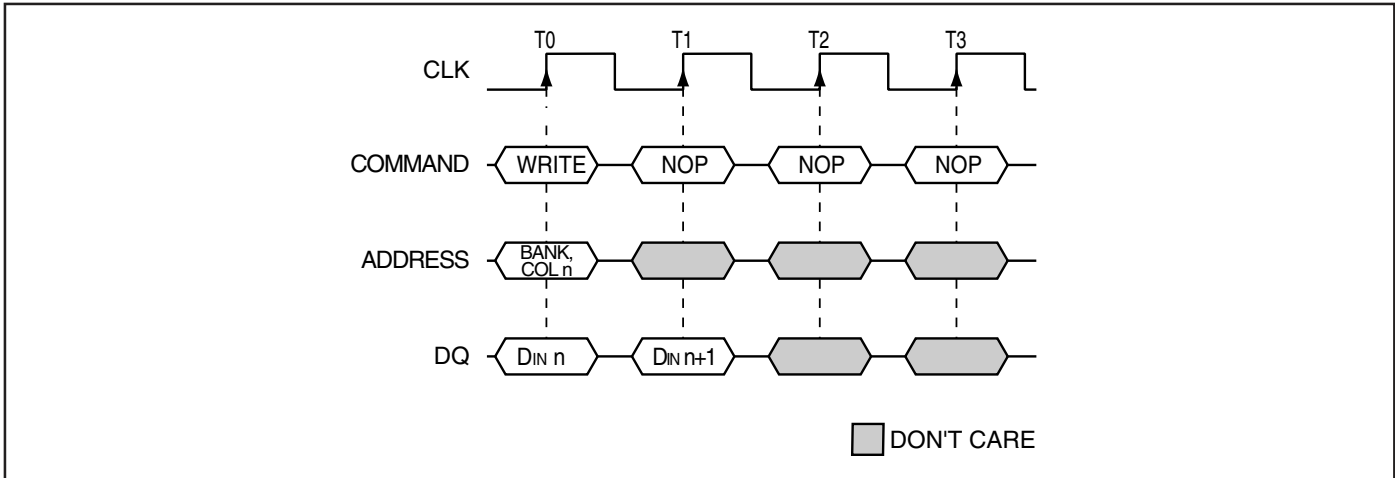 T0 T1 T2 T3
CLK
COMMAND WRITE NOP NOP NOP
ADDRESS BANK,
COL n
DQ DIN n DIN n+1
DON'T CARE